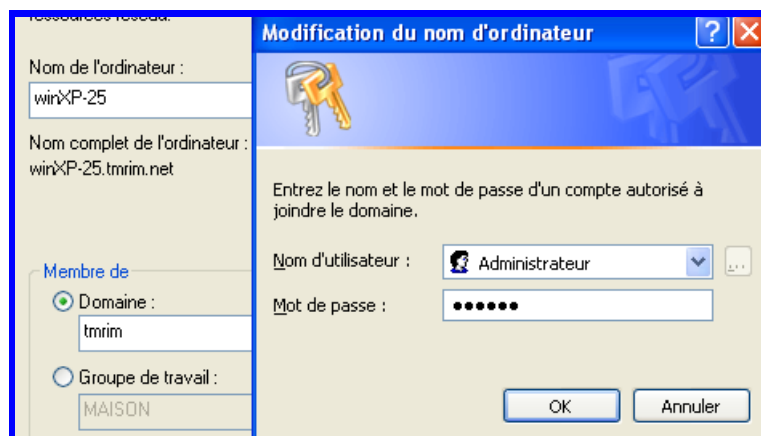 ressources réseau.
Modification du nom d'ordinateur
Nom de l'ordinateur :
winXP-25
Nom complet de l'ordinateur :
winXP-25.tmrim.net
Entrez le nom et le mot de passe d'un compte autorisé à
joindre le domaine.
Nom d'utilisateur :
Administrateur
...
Mot de passe :
••••••
Membre de
Domaine :
tmrim
Groupe de travail :
MAISON
OK
Annuler